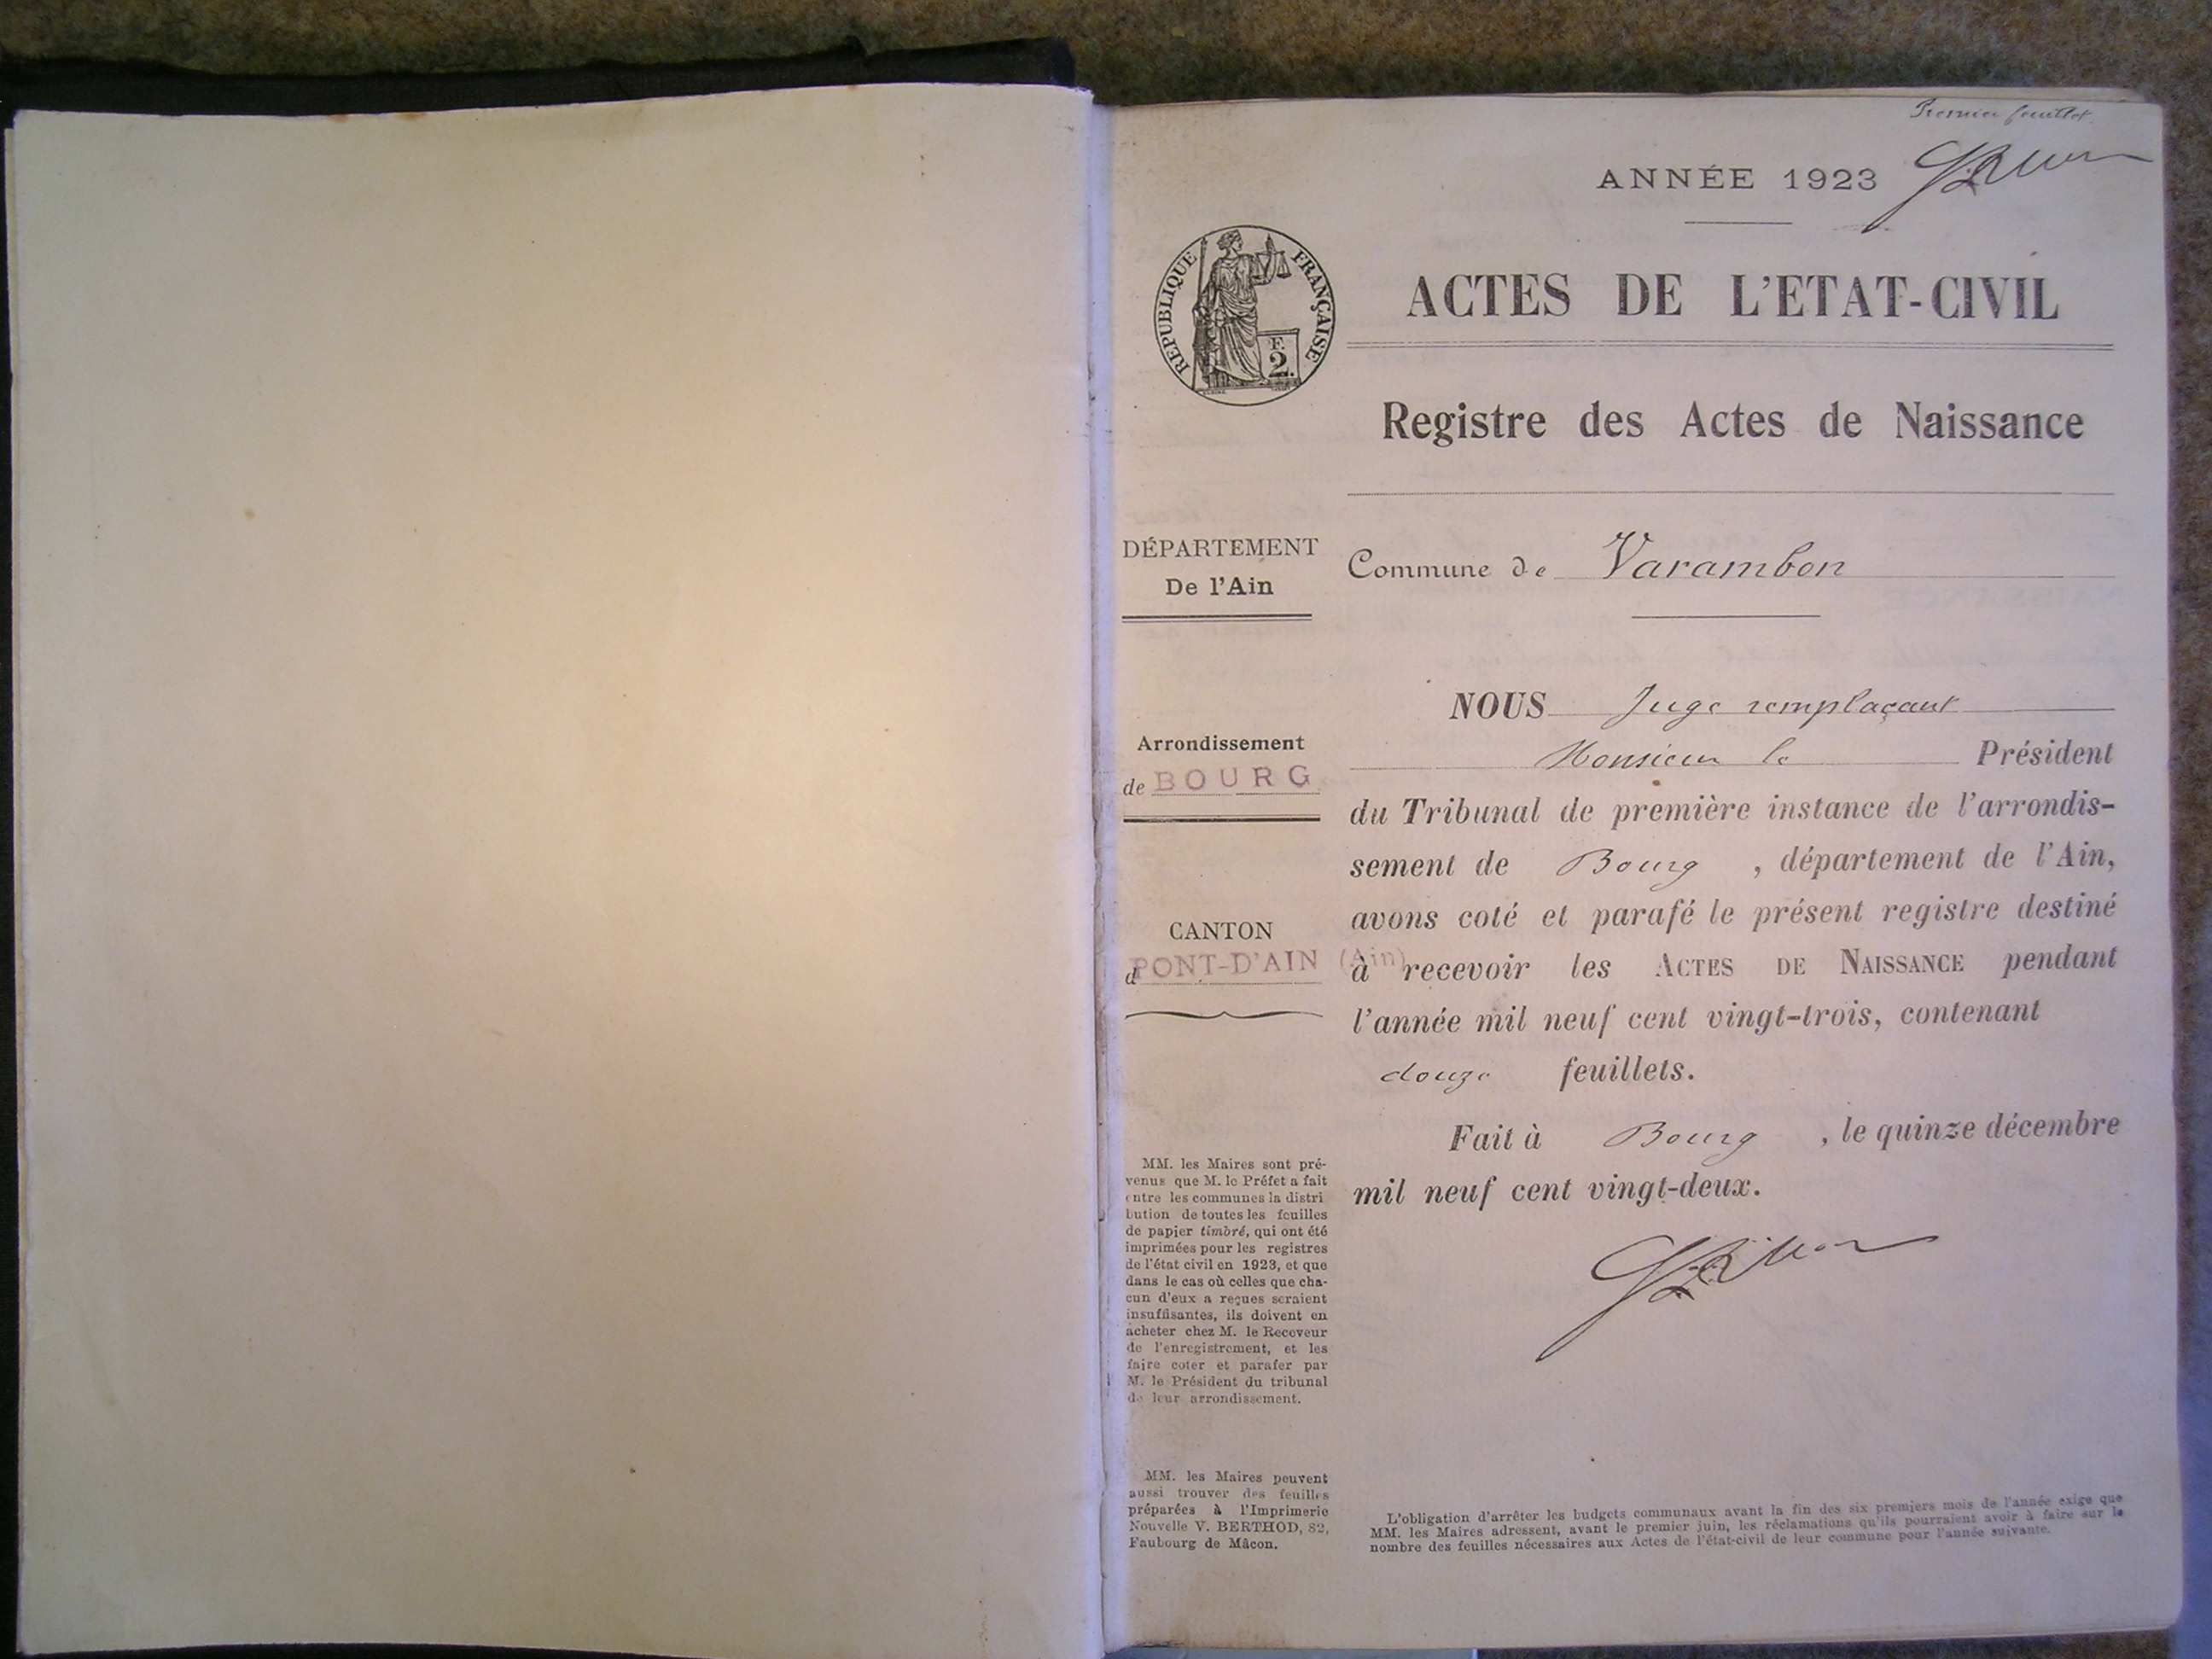 Premier feuillet.
ANNÉE 1923
RÉPUBLIQUE FRANÇAISE
F.
2.
ACTES DE L'ETAT-CIVIL
Registre des Actes de Naissance
DÉPARTEMENT
De l'Ain
Commune de Varambon
Arrondissement
de BOURG
CANTON
d PONT-D'AIN (Ain)
NOUS Juge remplaçant
Monsieur le Président
du Tribunal de première instance de l'arrondis-
sement de Bourg , département de l'Ain,
avons coté et parafé le présent registre destiné
à recevoir les ACTES DE NAISSANCE pendant
l'année mil neuf cent vingt-trois, contenant
douze feuillets.
Fait à Bourg , le quinze décembre
mil neuf cent vingt-deux.
MM. les Maires sont pré-
venus que M. le Préfet a fait
entre les communes la distri
bution de toutes les feuilles
de papier timbré, qui ont été
imprimées pour les registres
de l'état civil en 1923, et que
dans le cas où celles que cha-
cun d'eux a reçues seraient
insuffisantes, ils doivent en
acheter chez M. le Receveur
de l'enregistrement, et les
faire coter et parafer par
M. le Président du tribunal
de leur arrondissement.
MM. les Maires peuvent
aussi trouver des feuilles
préparées à l'Imprimerie
Nouvelle V. BERTHOD, 82,
Faubourg de Mâcon.
L'obligation d'arrêter les budgets communaux avant la fin des six premiers mois de l'année exige que
MM. les Maires adressent, avant le premier juin, les réclamations qu'ils pourraient avoir à faire sur le
nombre des feuilles nécessaires aux Actes de l'état-civil de leur commune pour l'année suivante.